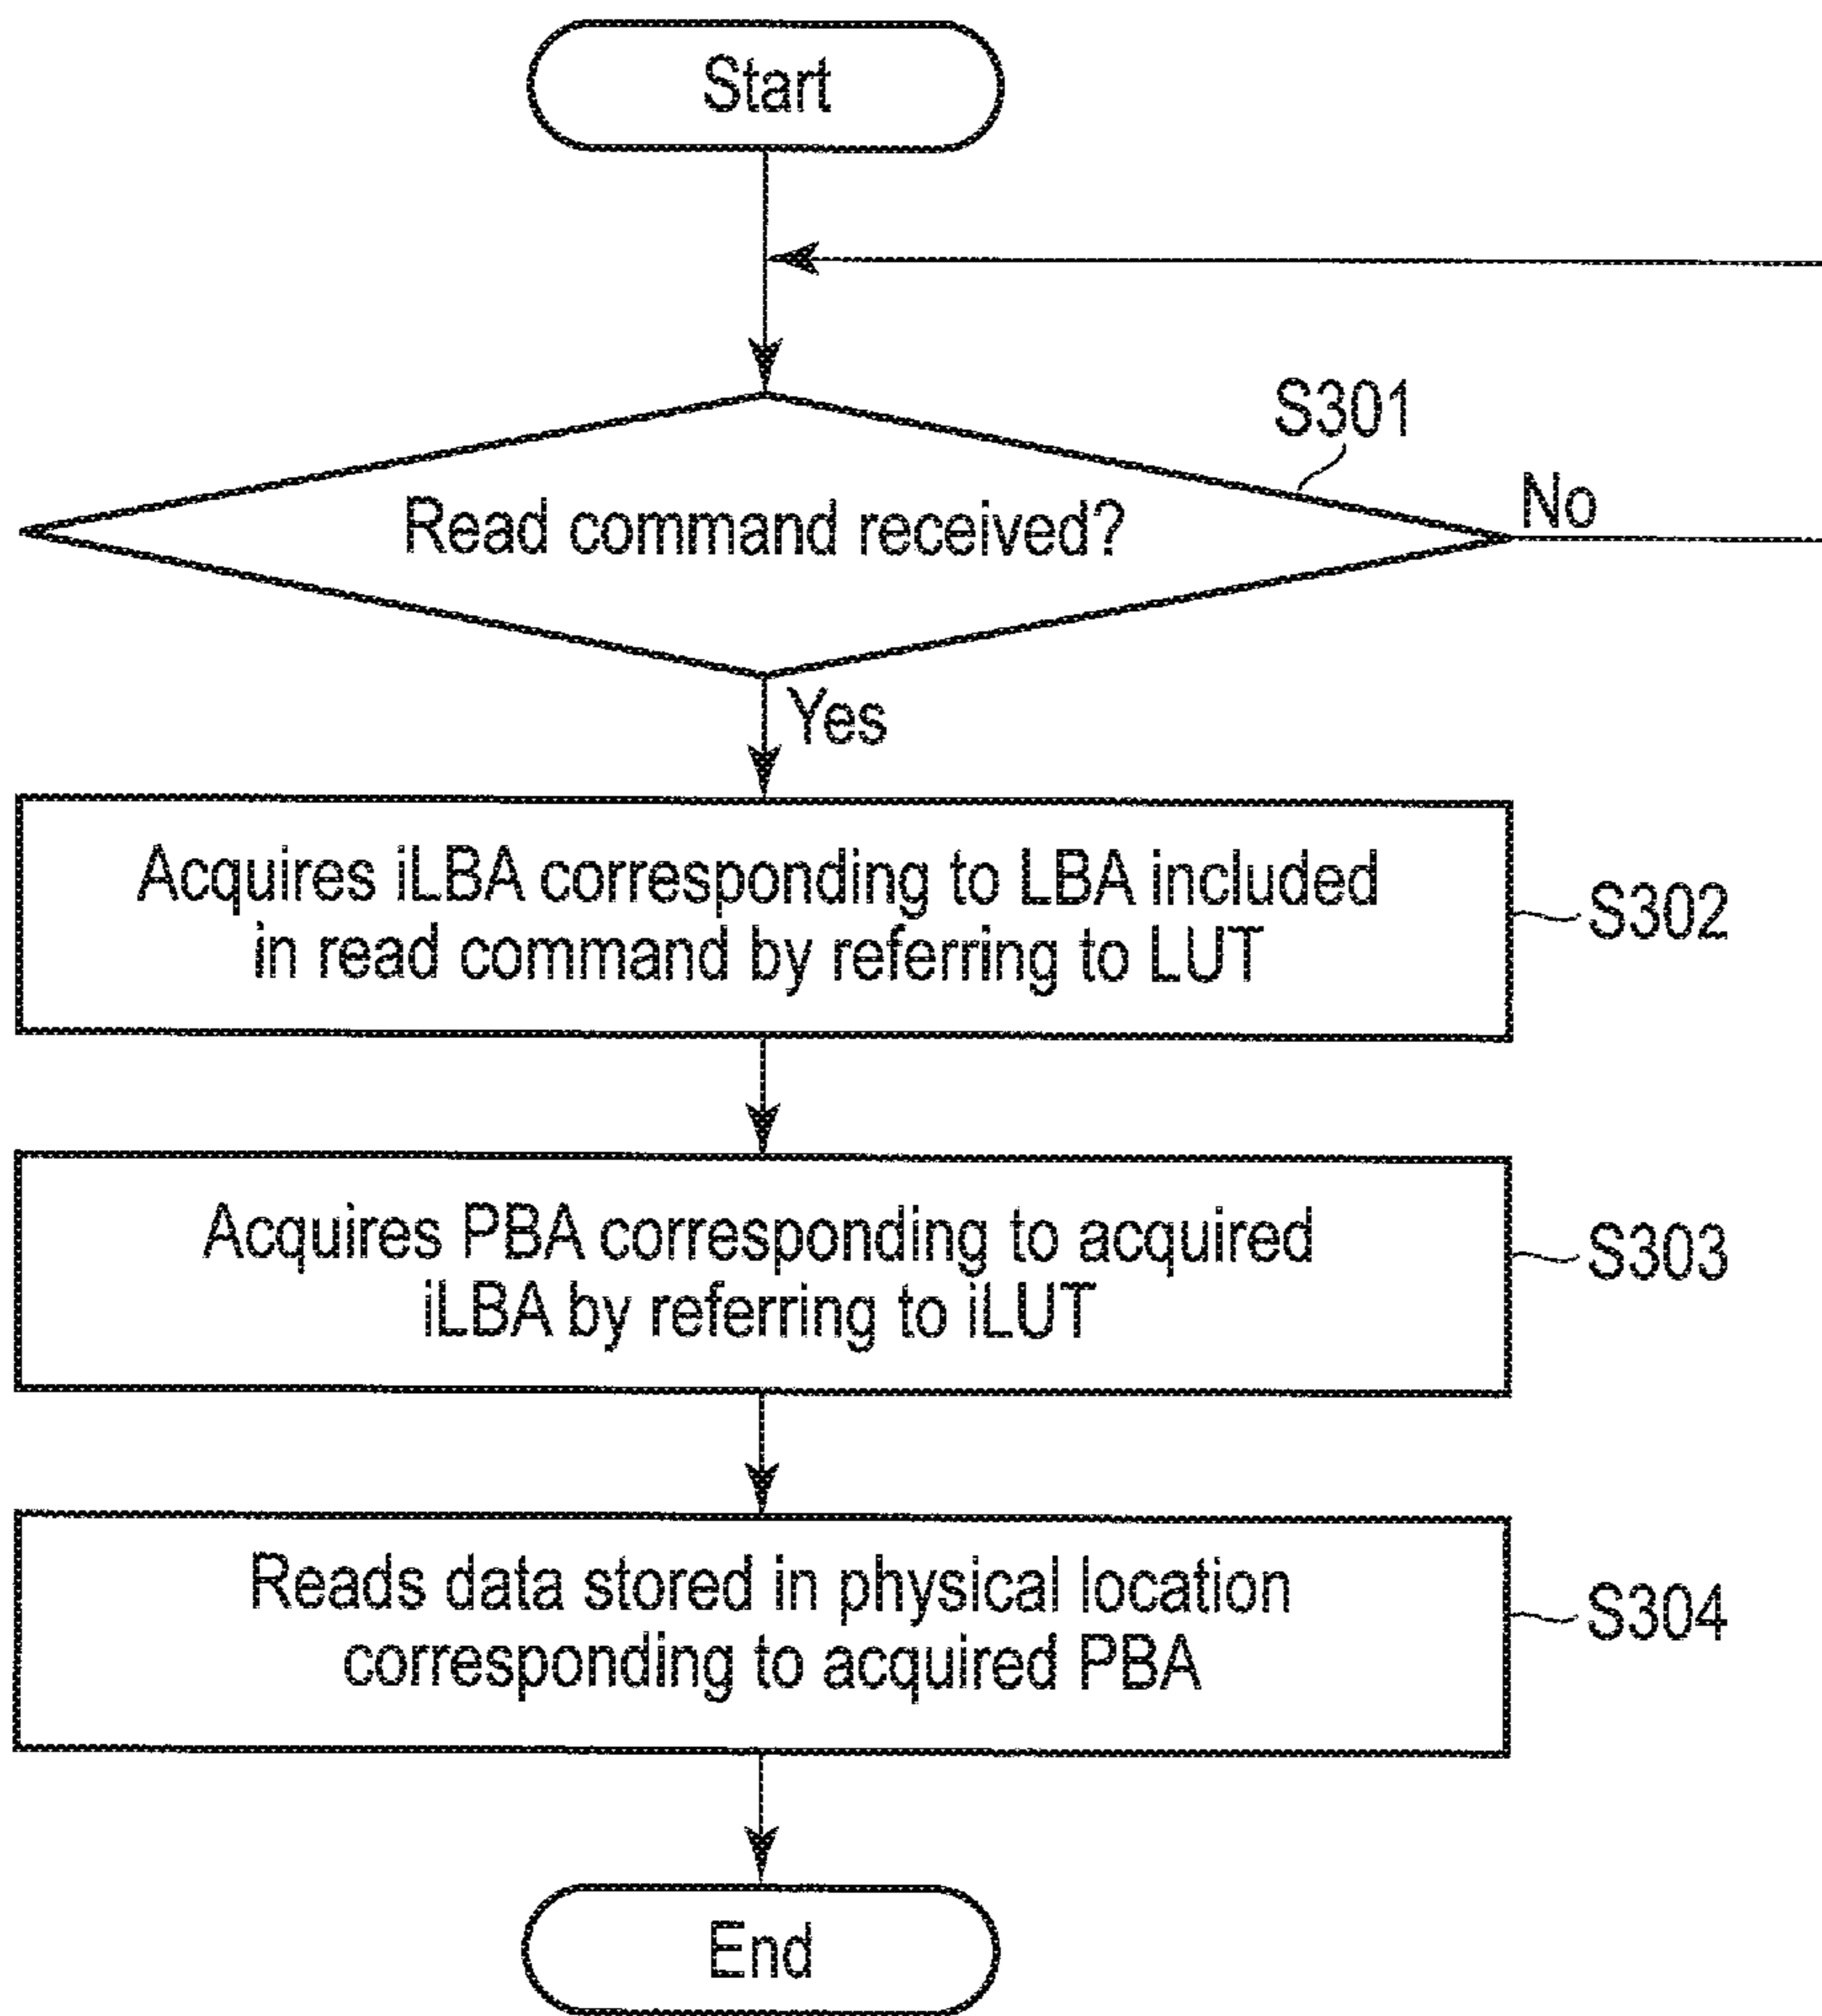 Start
S301
Read command received?
No
Yes
Acquires iLBA corresponding to LBA included
in read command by referring to LUT
S302
Acquires PBA corresponding to acquired
iLBA by referring to iLUT
S303
Reads data stored in physical location
corresponding to acquired PBA
S304
End